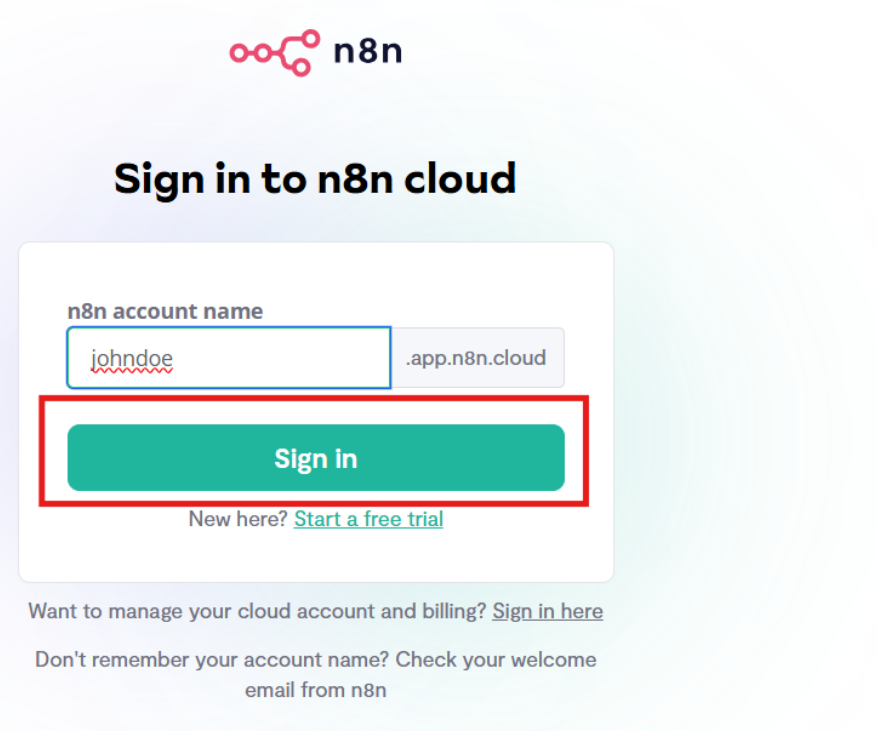 n8n
Sign in to n8n cloud
n8n account name
johndoe
.app.n8n.cloud
Sign in
New here? Start a free trial
Want to manage your cloud account and billing? Sign in here
Don't remember your account name? Check your welcome
email from n8n